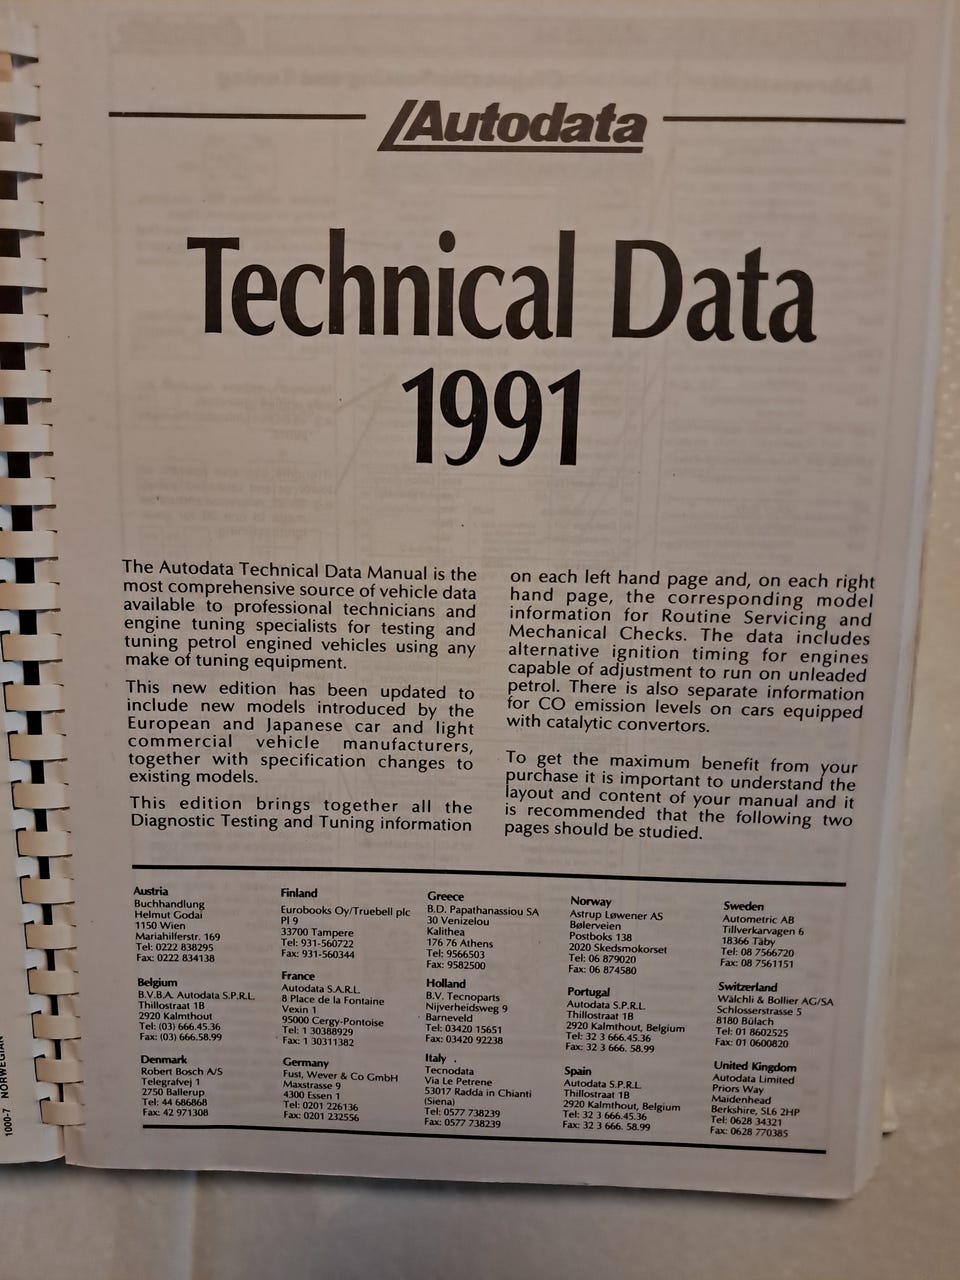 Autodata
Technical Data
1991
The Autodata Technical Data Manual is the
most comprehensive source of vehicle data
available to professional technicians and
engine tuning specialists for testing and
tuning petrol engined vehicles using any
make of tuning equipment.
This new edition has been updated to
include new models introduced by the
European and Japanese car and light
commercial vehicle manufacturers,
together with specification changes to
existing models.
This edition brings together all the
Diagnostic Testing and Tuning information
on each left hand page and, on each right
hand page, the corresponding model
information for Routine Servicing and
Mechanical Checks. The data includes
alternative ignition timing for engines
capable of adjustment to run on unleaded
petrol. There is also separate information
for CO emission levels on cars equipped
with catalytic convertors.
To get the maximum benefit from your
purchase it is important to understand the
layout and content of your manual and it
is recommended that the following two
pages should be studied.
Austria
Buchhandlung
Helmut Godai
1150 Wien
Mariahilferstr. 169
Tel: 0222 838295
Fax: 0222 834138
Belgium
B.V.B.A. Autodata S.P.R.L.
Thillostraat 1B
2920 Kalmthout
Tel: (03) 666.45.36
Fax: (03) 666.58.99
Denmark
Robert Bosch A/S
Telegrafvej 1
2750 Ballerup
Tel: 44 686868
Fax: 42 971308
Finland
Eurobooks Oy/Truebell plc
Pl 9
33700 Tampere
Tel: 931-560722
Fax: 931-560344
France
Autodata S.A.R.L.
8 Place de la Fontaine
Vexin 1
95000 Cergy-Pontoise
Tel: 1 30388929
Fax: 1 30311382
Germany
Fust, Wever & Co GmbH
Maxstrasse 9
4300 Essen 1
Tel: 0201 226136
Fax: 0201 232556
Greece
B.D. Papathanassiou SA
30 Venizelou
Kalithea
176 76 Athens
Tel: 9566503
Fax: 9582500
Holland
B.V. Tecnoparts
Nijverheidsweg 9
Barneveld
Tel: 03420 15651
Fax: 03420 92238
Italy
Tecnodata
Via Le Petrene
53017 Radda in Chianti
(Siena)
Tel: 0577 738239
Fax: 0577 738239
Norway
Astrup Løwener AS
Bølerveien
Postboks 138
2020 Skedsmokorset
Tel: 06 879020
Fax: 06 874580
Portugal
Autodata S.P.R.L.
Thillostraat 1B
2920 Kalmthout, Belgium
Tel: 32 3 666.45.36
Fax: 32 3 666. 58.99
Spain
Autodata S.P.R.L.
Thillostraat 1B
2920 Kalmthout, Belgium
Tel: 32 3 666.45.36
Fax: 32 3 666. 58.99
Sweden
Autometric AB
Tillverkarvagen 6
18366 Täby
Tel: 08 7566720
Fax: 08 7561151
Switzerland
Wälchli & Bollier AG/SA
Schlosserstrasse 5
8180 Bülach
Tel: 01 8602525
Fax: 01 0600820
United Kingdom
Autodata Limited
Priors Way
Maidenhead
Berkshire, SL6 2HP
Tel: 0628 34321
Fax: 0628 770385
1000-7 NORWEGIAN